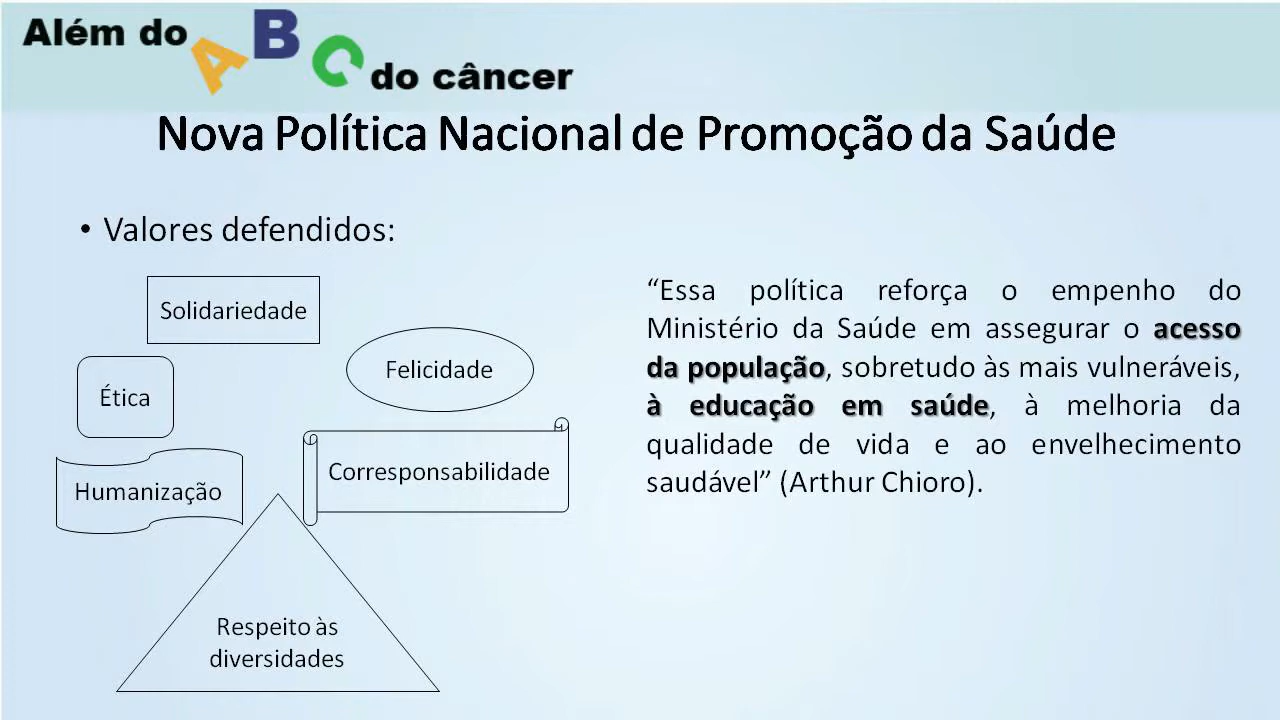 Além do ABC do câncer
Nova Política Nacional de Promoção da Saúde
• Valores defendidos:
Solidariedade
Felicidade
Ética
Corresponsabilidade
Humanização
Respeito às
diversidades
“Essa política reforça o empenho do
Ministério da Saúde em assegurar o acesso
da população, sobretudo às mais vulneráveis,
à educação em saúde, à melhoria da
qualidade de vida e ao envelhecimento
saudável” (Arthur Chioro).